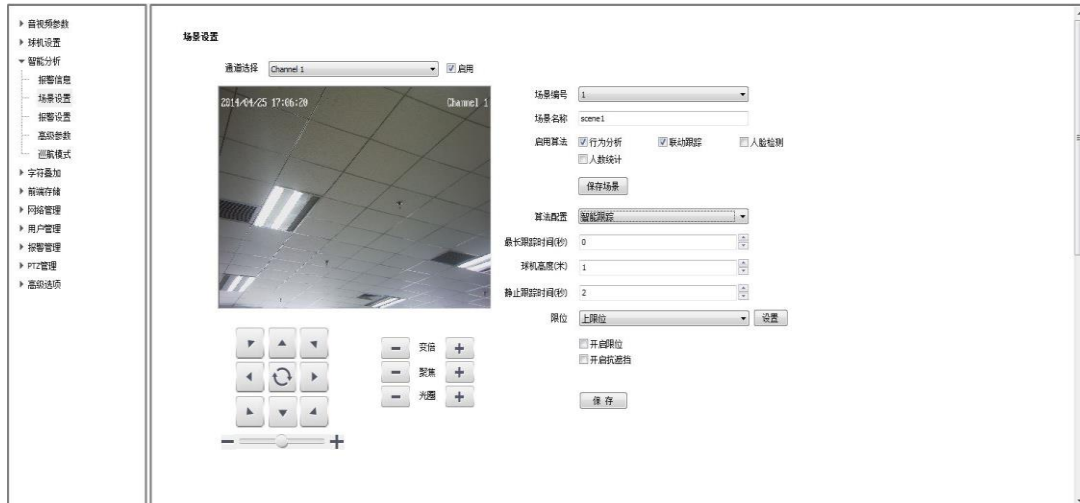 音视频参数
球机设置
智能分析
报警信息
场景设置
报警设置
高级参数
巡航模式
字符叠加
前端存储
网络管理
用户管理
报警管理
PTZ管理
高级选项
场景设置
通道选择 Channel 1 启用
2014/04/25 17:06:20 Channel 1
变倍
聚焦
光圈
场景编号 1
场景名称 scene1
启用算法 行为分析 联动跟踪 人脸检测
人数统计
保存场景
算法配置 智能跟踪
最长跟踪时间(秒) 0
球机高度(米) 1
静止跟踪时间(秒) 2
限位 上限位 设置
开启限位
开启抗遮挡
保 存